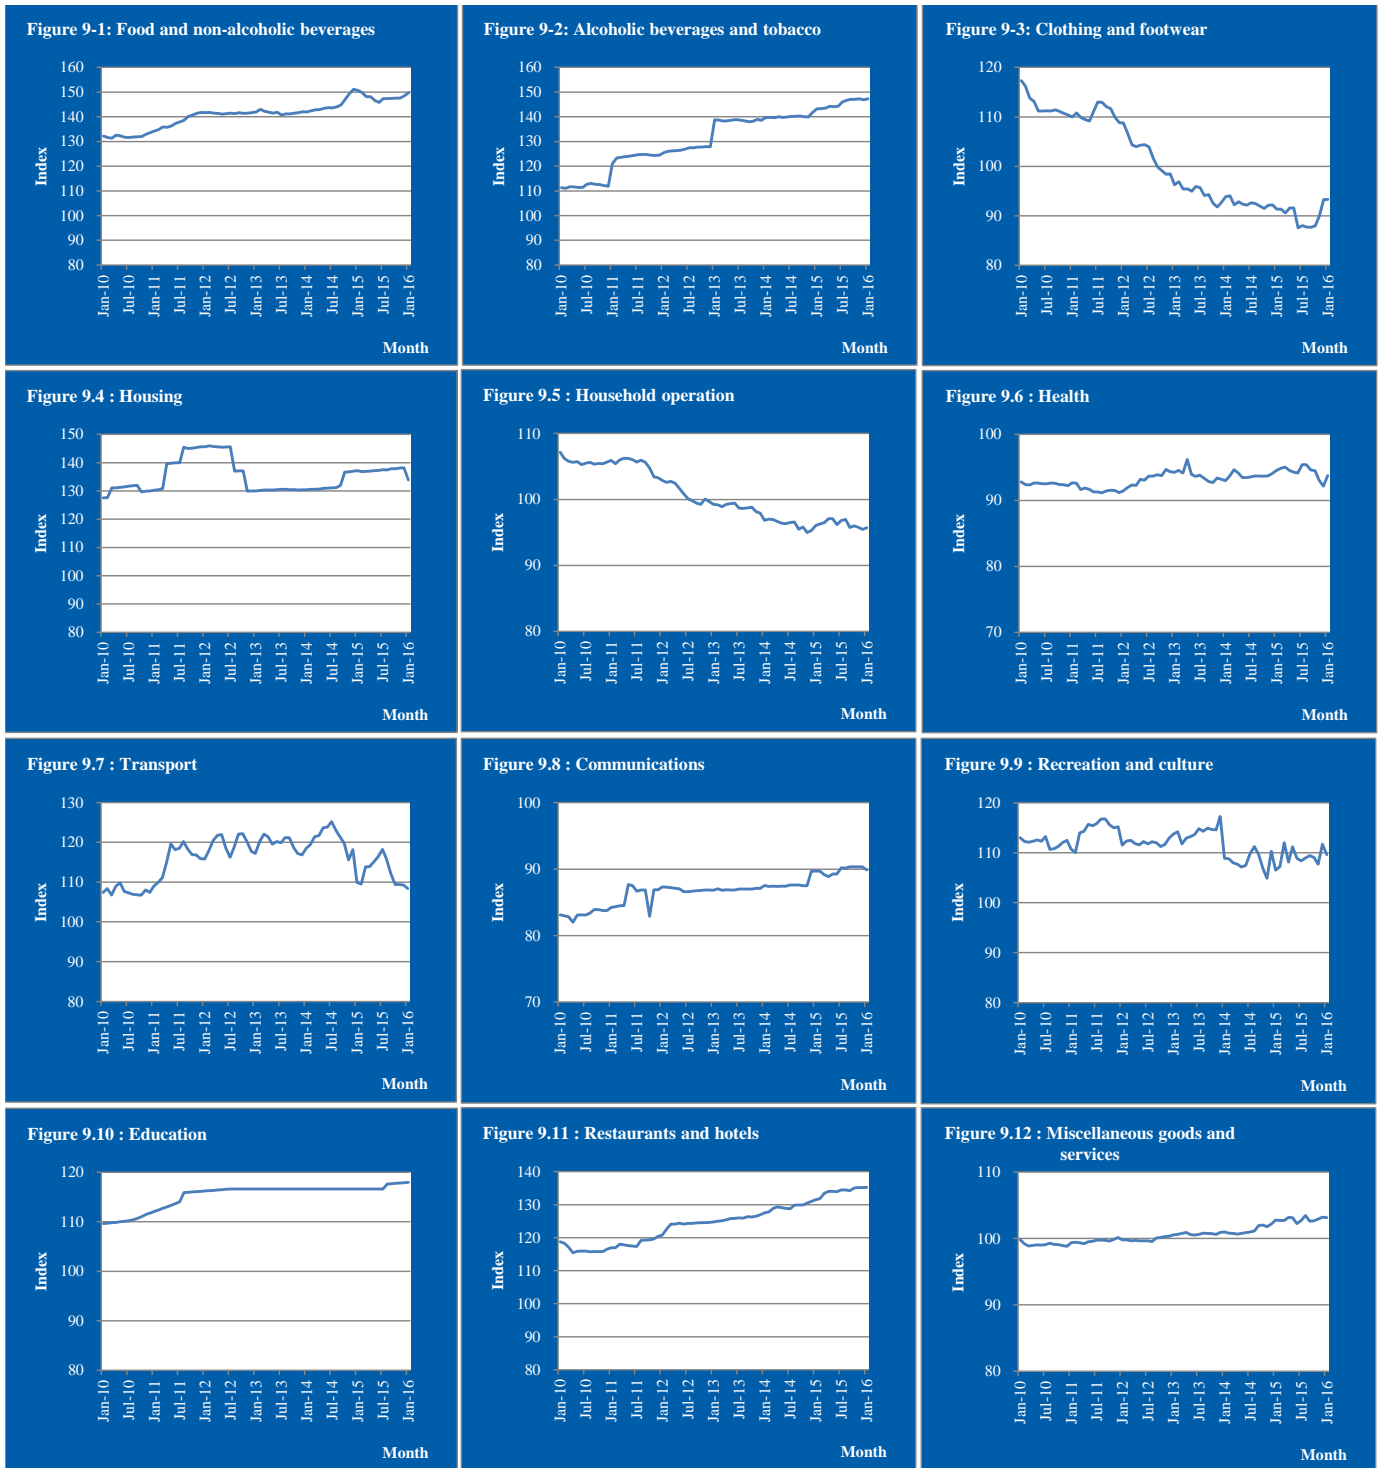 Figure 9-1: Food and non-alcoholic beverages
160
150
140
130
120
110
100
90
80
Index
Jan-10
Jul-10
Jan-11
Jul-11
Jan-12
Jul-12
Jan-13
Jul-13
Jan-14
Jul-14
Jan-15
Jul-15
Jan-16
Month
Figure 9-2: Alcoholic beverages and tobacco
160
150
140
130
120
110
100
90
80
Index
Jan-10
Jul-10
Jan-11
Jul-11
Jan-12
Jul-12
Jan-13
Jul-13
Jan-14
Jul-14
Jan-15
Jul-15
Jan-16
Month
Figure 9-3: Clothing and footwear
120
110
100
90
80
Index
Jan-10
Jul-10
Jan-11
Jul-11
Jan-12
Jul-12
Jan-13
Jul-13
Jan-14
Jul-14
Jan-15
Jul-15
Jan-16
Month
Figure 9.4 : Housing
150
140
130
120
110
100
90
80
Index
Jan-10
Jul-10
Jan-11
Jul-11
Jan-12
Jul-12
Jan-13
Jul-13
Jan-14
Jul-14
Jan-15
Jul-15
Jan-16
Month
Figure 9.5 : Household operation
110
100
90
80
Index
Jan-10
Jul-10
Jan-11
Jul-11
Jan-12
Jul-12
Jan-13
Jul-13
Jan-14
Jul-14
Jan-15
Jul-15
Jan-16
Month
Figure 9.6 : Health
100
90
80
70
Index
Jan-10
Jul-10
Jan-11
Jul-11
Jan-12
Jul-12
Jan-13
Jul-13
Jan-14
Jul-14
Jan-15
Jul-15
Jan-16
Month
Figure 9.7 : Transport
130
120
110
100
90
80
Index
Jan-10
Jul-10
Jan-11
Jul-11
Jan-12
Jul-12
Jan-13
Jul-13
Jan-14
Jul-14
Jan-15
Jul-15
Jan-16
Month
Figure 9.8 : Communications
100
90
80
70
Index
Jan-10
Jul-10
Jan-11
Jul-11
Jan-12
Jul-12
Jan-13
Jul-13
Jan-14
Jul-14
Jan-15
Jul-15
Jan-16
Month
Figure 9.9 : Recreation and culture
120
110
100
90
80
Index
Jan-10
Jul-10
Jan-11
Jul-11
Jan-12
Jul-12
Jan-13
Jul-13
Jan-14
Jul-14
Jan-15
Jul-15
Jan-16
Month
Figure 9.10 : Education
120
110
100
90
80
Index
Jan-10
Jul-10
Jan-11
Jul-11
Jan-12
Jul-12
Jan-13
Jul-13
Jan-14
Jul-14
Jan-15
Jul-15
Jan-16
Month
Figure 9.11 : Restaurants and hotels
140
130
120
110
100
90
80
Index
Jan-10
Jul-10
Jan-11
Jul-11
Jan-12
Jul-12
Jan-13
Jul-13
Jan-14
Jul-14
Jan-15
Jul-15
Jan-16
Month
Figure 9.12 : Miscellaneous goods and
services
110
100
90
80
Index
Jan-10
Jul-10
Jan-11
Jul-11
Jan-12
Jul-12
Jan-13
Jul-13
Jan-14
Jul-14
Jan-15
Jul-15
Jan-16
Month